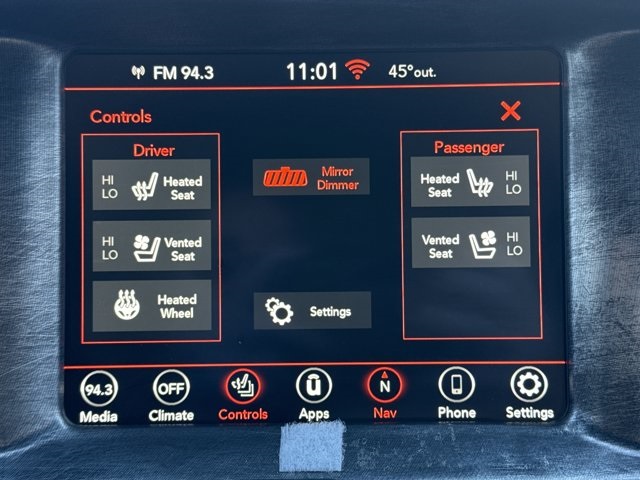 FM 94.3 11:01 45°out.
Controls
Driver
HI
LO
Heated
Seat
HI
LO
Vented
Seat
Heated
Wheel
Mirror
Dimmer
Settings
Passenger
Heated
Seat
HI
LO
Vented
Seat
HI
LO
94.3 OFF N
Media Climate Controls Apps Nav Phone Settings